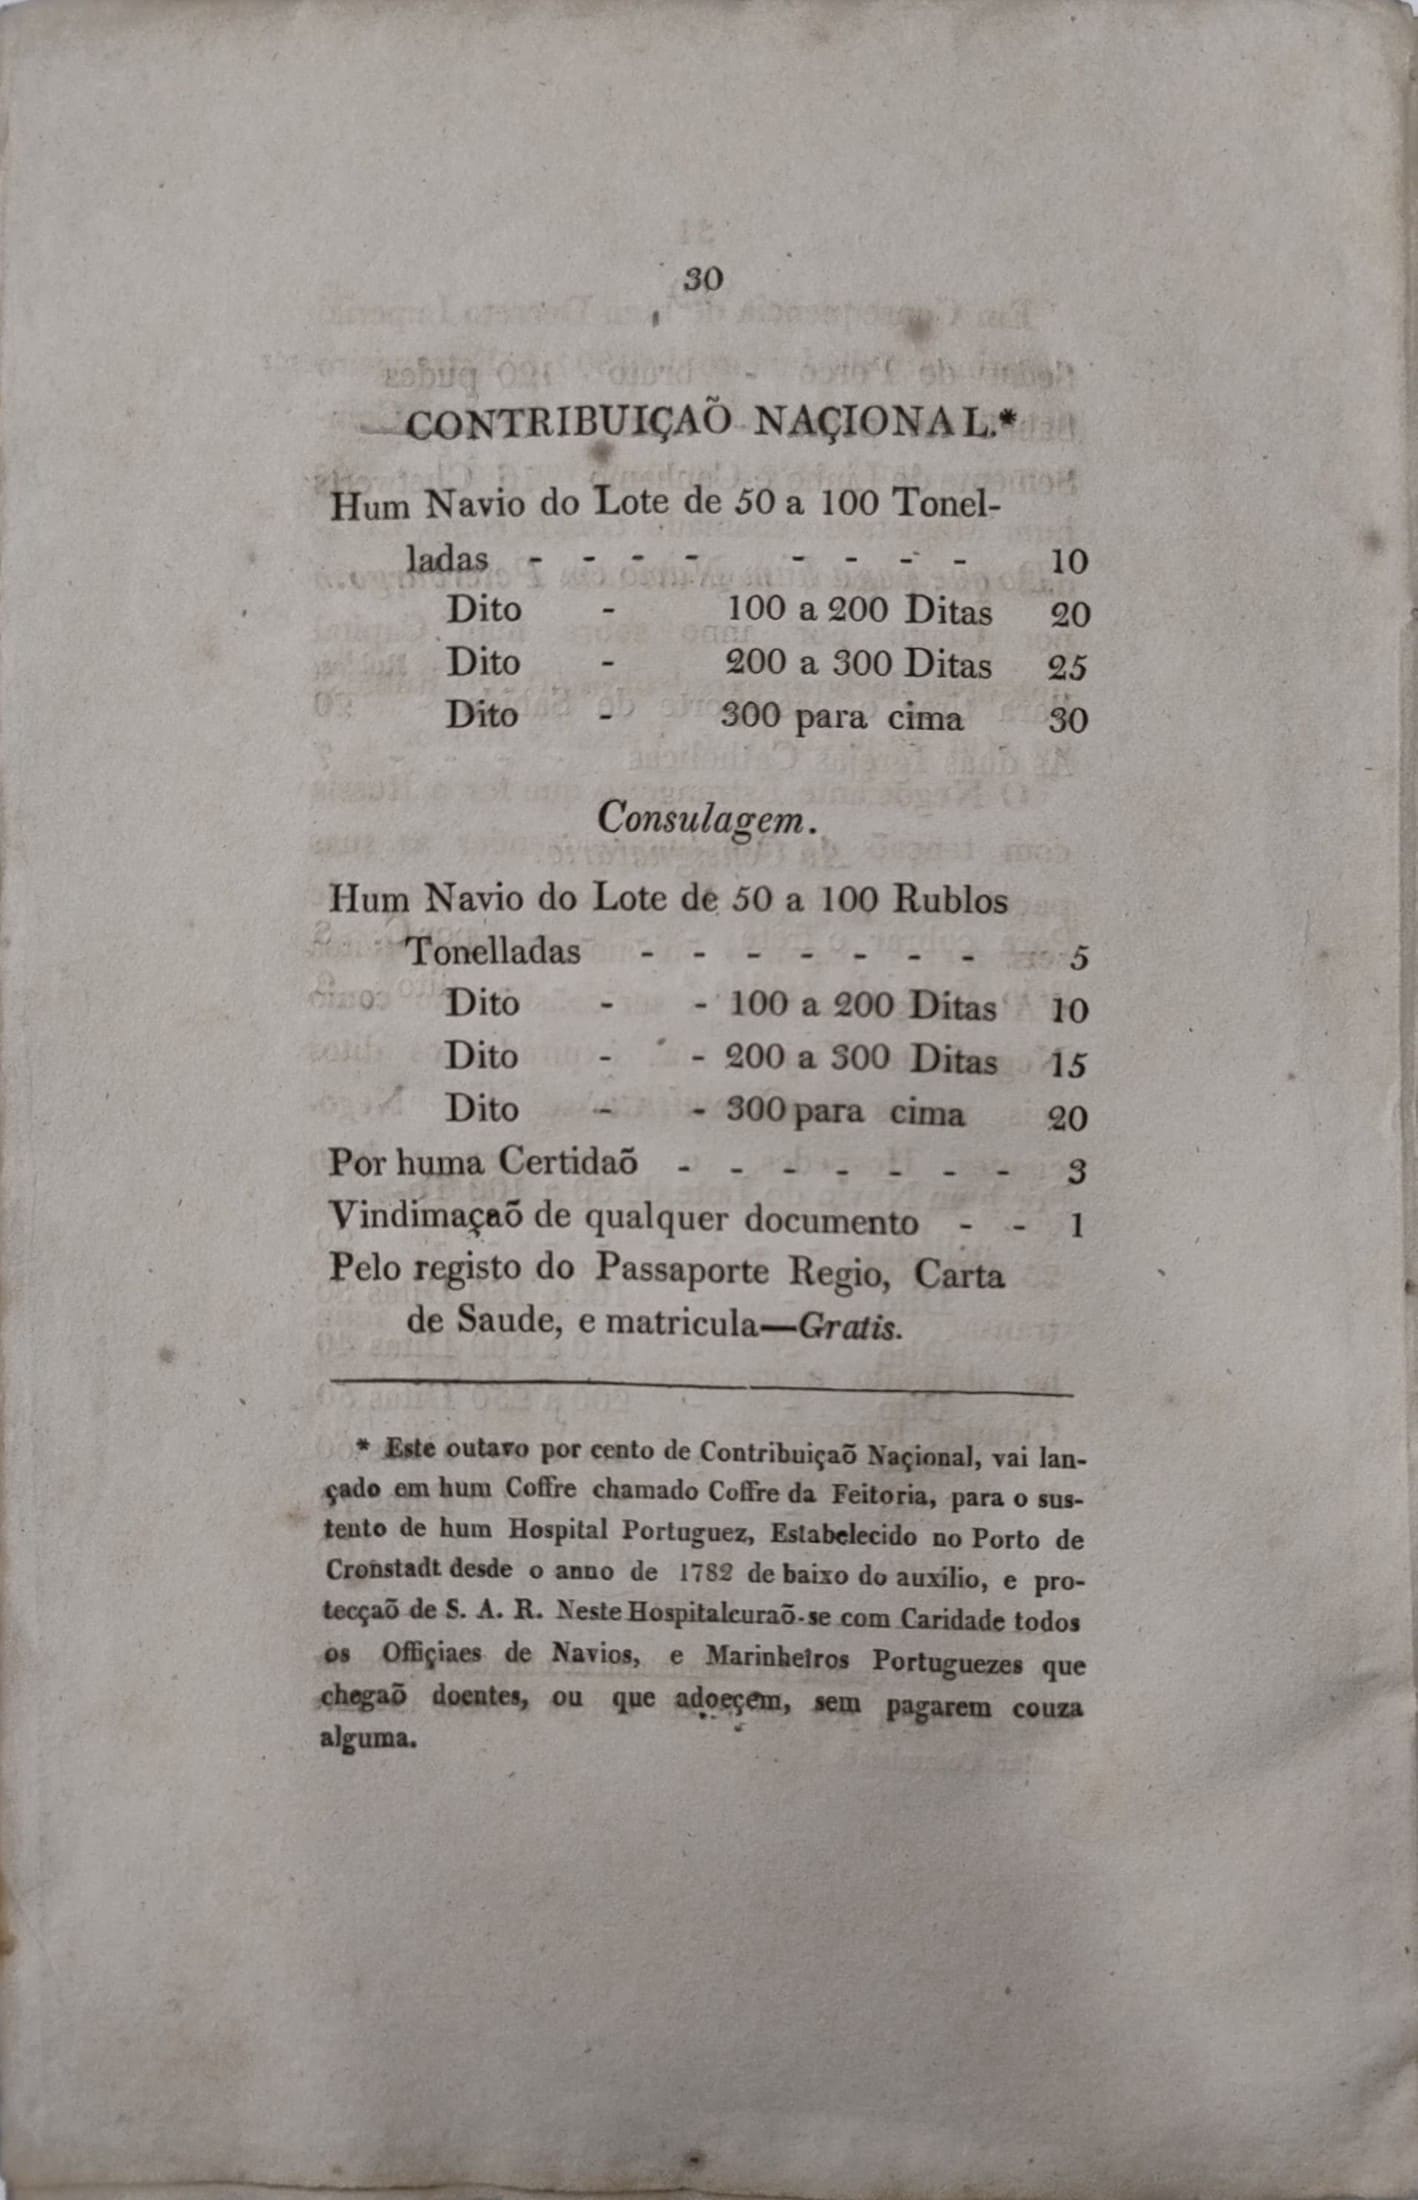 30
CONTRIBUIÇAÕ NAÇIONAL.*
Hum Navio do Lote de 50 a 100 Tonel-
ladas - - - - - - - - 10
Dito - 100 a 200 Ditas 20
Dito - 200 a 300 Ditas 25
Dito - 300 para cima 30
Consulagem.
Hum Navio do Lote de 50 a 100 Rublos
Tonelladas - - - - - - - 5
Dito - - 100 a 200 Ditas 10
Dito - - 200 a 300 Ditas 15
Dito - - 300 para cima 20
Por huma Certidaõ - - - - - - - 3
Vindimaçaõ de qualquer documento - - 1
Pelo registo do Passaporte Regio, Carta
de Saude, e matricula—Gratis.
* Este outavo por cento de Contribuiçaõ Naçional, vai lan-
çado em hum Coffre chamado Coffre da Feitoria, para o sus-
tento de hum Hospital Portuguez, Estabelecido no Porto de
Cronstadt desde o anno de 1782 de baixo do auxilio, e pro-
tecçaõ de S. A. R. Neste Hospital curaõ-se com Caridade todos
os Offiçiaes de Navios, e Marinheiros Portuguezes que
chegaõ doentes, ou que adoeçem, sem pagarem couza
alguma.